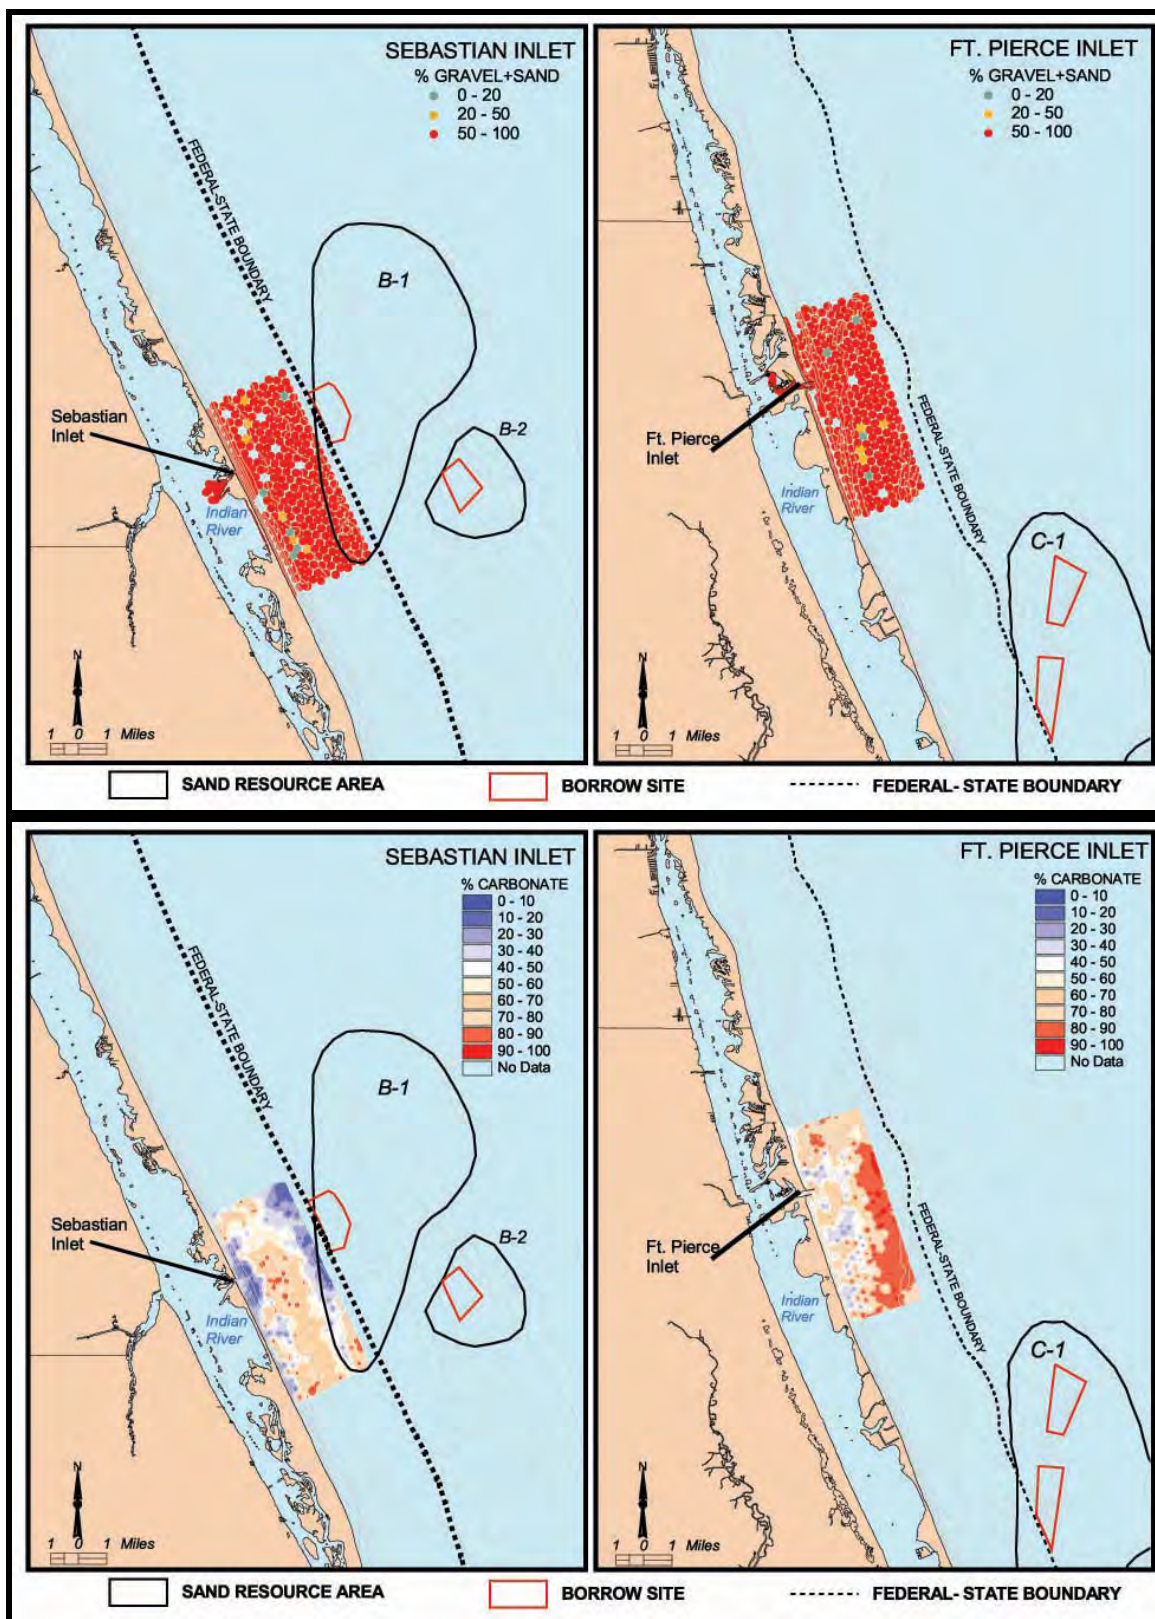 SEBASTIAN INLET
% GRAVEL+SAND
0 - 20
20 - 50
50 - 100
FEDERAL-STATE BOUNDARY
B-1
B-2
Sebastian
Inlet
Indian
River
N
1 0 1 Miles
FT. PIERCE INLET
% GRAVEL+SAND
0 - 20
20 - 50
50 - 100
Ft. Pierce
Inlet
Indian
River
FEDERAL-STATE BOUNDARY
C-1
N
1 0 1 Miles
SAND RESOURCE AREA
BORROW SITE
FEDERAL- STATE BOUNDARY
SEBASTIAN INLET
% CARBONATE
0 - 10
10 - 20
20 - 30
30 - 40
40 - 50
50 - 60
60 - 70
70 - 80
80 - 90
90 - 100
No Data
FEDERAL-STATE BOUNDARY
B-1
B-2
Sebastian
Inlet
Indian
River
N
1 0 1 Miles
FT. PIERCE INLET
% CARBONATE
0 - 10
10 - 20
20 - 30
30 - 40
40 - 50
50 - 60
60 - 70
70 - 80
80 - 90
90 - 100
No Data
Ft. Pierce
Inlet
Indian
River
FEDERAL-STATE BOUNDARY
C-1
N
1 0 1 Miles
SAND RESOURCE AREA
BORROW SITE
FEDERAL- STATE BOUNDARY